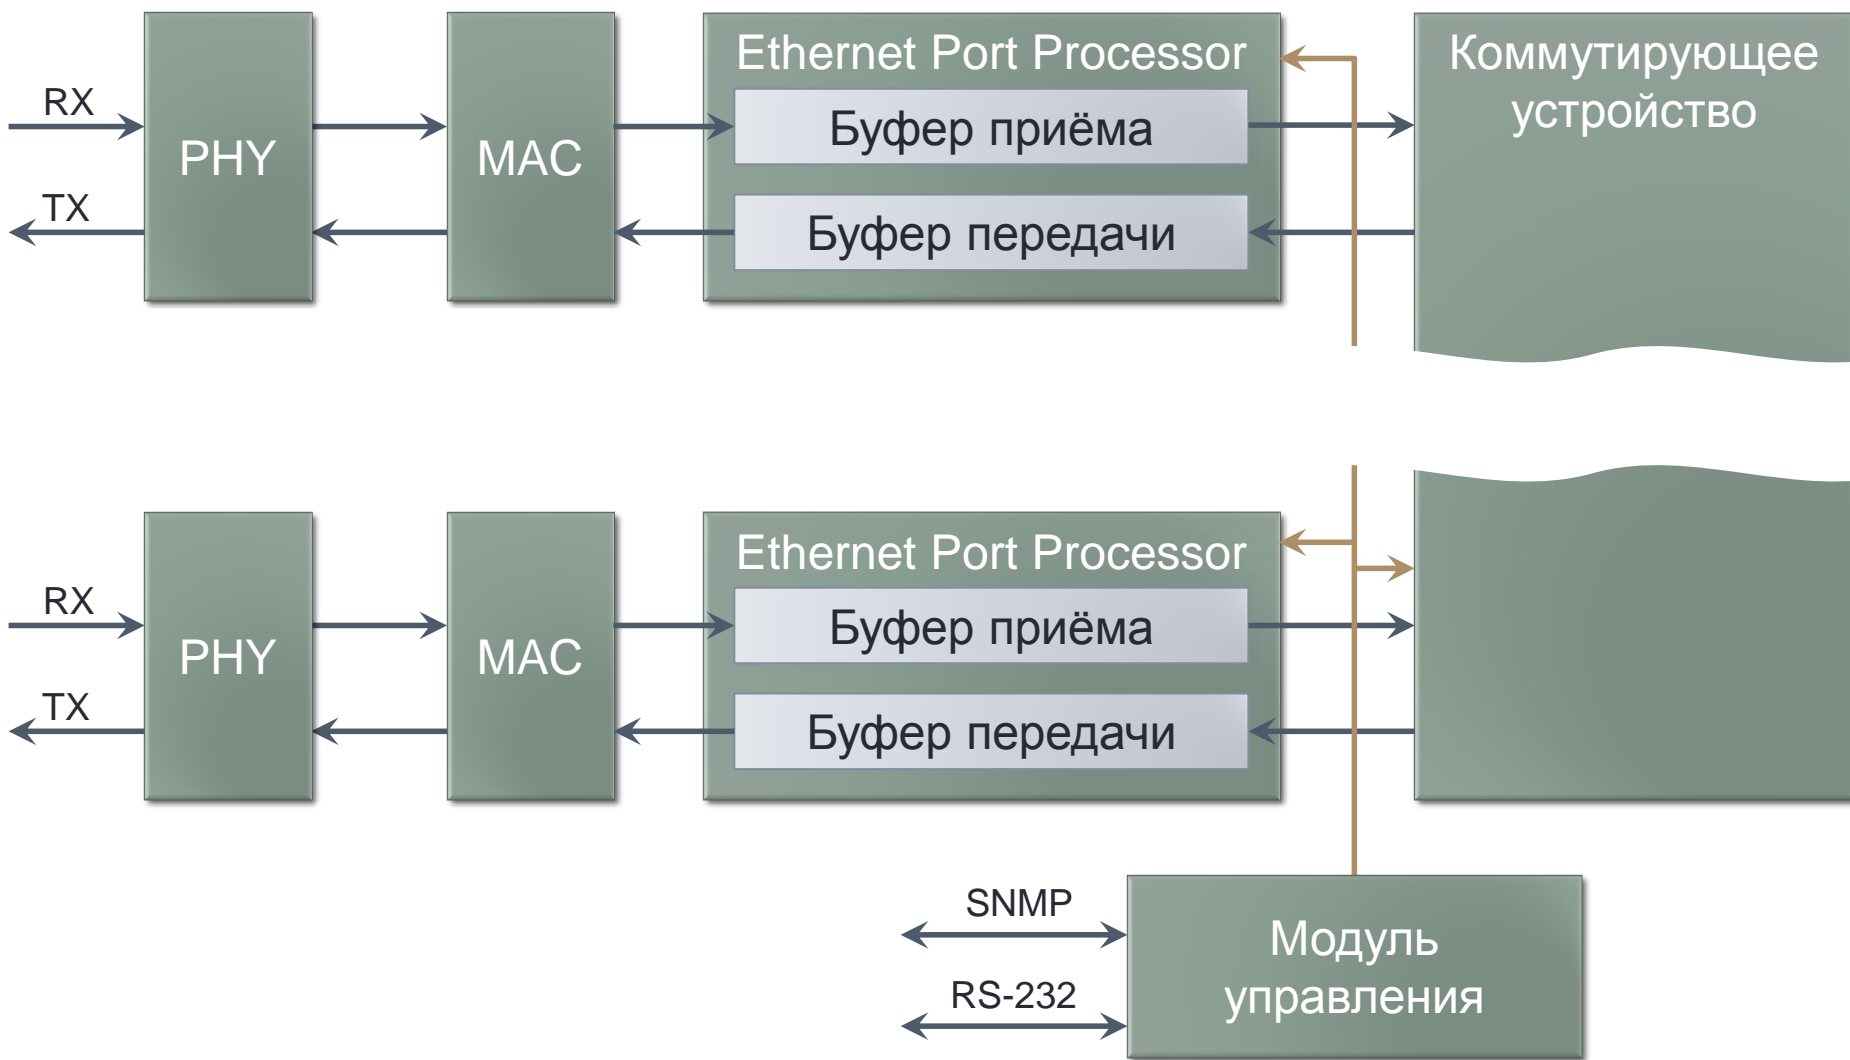 Ethernet Port Processor
Коммутирующее
устройство
RX
PHY
MAC
Буфер приёма
TX
Буфер передачи
Ethernet Port Processor
RX
PHY
MAC
Буфер приёма
TX
Буфер передачи
SNMP
Модуль
управления
RS-232